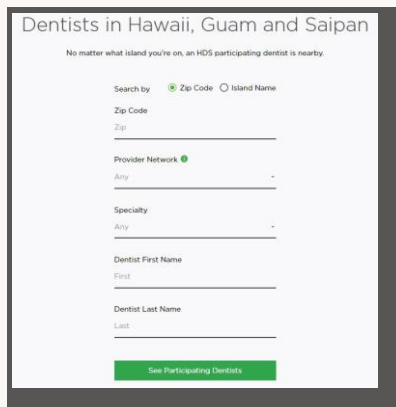 Dentists in Hawaii, Guam and Saipan
No matter what island you're on, an HDS participating dentist is nearby.
Search by Zip Code Island Name
Zip Code
Zip
Provider Network
Any
Specialty
Any
Dentist First Name
First
Dentist Last Name
Last
See Participating Dentists